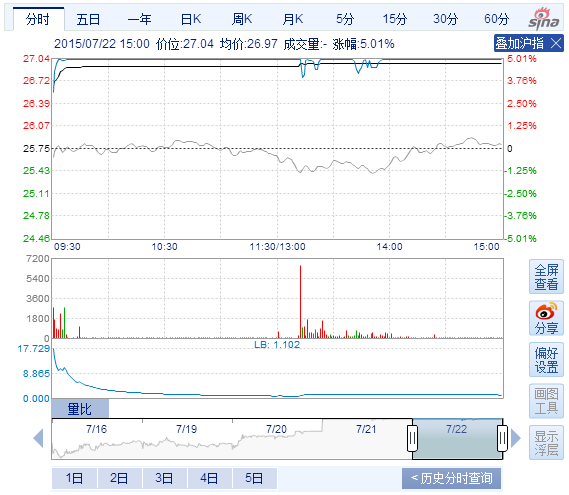 分时 五日 一年 日K 周K 月K 5分 15分 30分 60分 sina
2015/07/22 15:00 价位:27.04 均价:26.97 成交量:- 涨幅:5.01% 叠加沪指 X
27.04 5.01%
26.72 3.76%
26.39 2.50%
26.07 1.25%
25.75 0
25.43 -1.25%
25.11 -2.50%
24.78 -3.76%
24.46 -5.01%
09:30 10:30 11:30/13:00 14:00 15:00
7200
5400
3600
1800
0
全屏
查看
分享
偏好
设置
画图
工具
显示
浮层
17.729 LB: 1.102
8.865
0.000
量比
7/16 7/19 7/20 7/21 7/22
1日 2日 3日 4日 5日 <历史分时查询